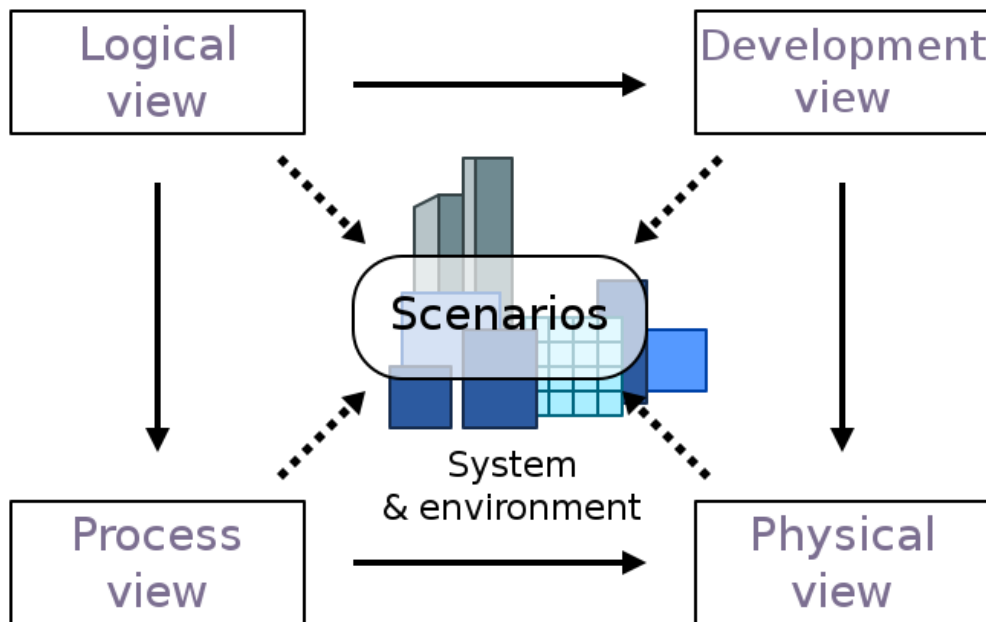 Logical
view
Development
view
Scenarios
System
& environment
Process
view
Physical
view